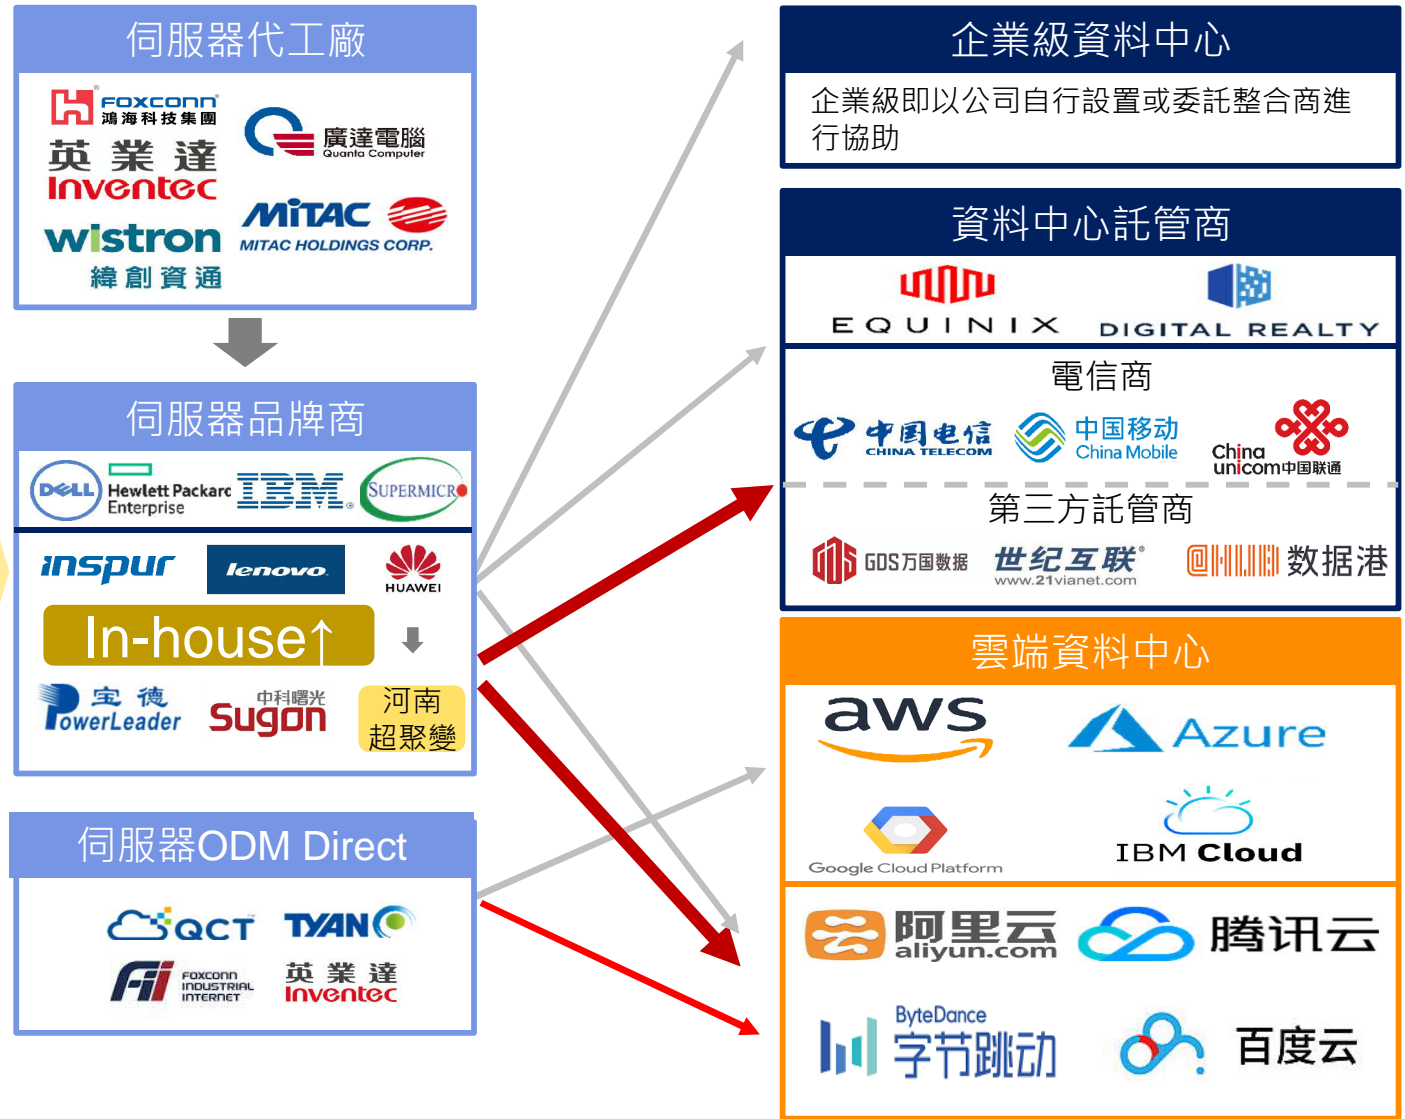 伺服器代工廠
FOXCONN
鴻海科技集團
廣達電腦
Quanta Computer
英業達
Inventec
MiTAC
MITAC HOLDINGS CORP.
wistron
緯創資通
伺服器品牌商
DELL
Hewlett Packard
Enterprise
IBM
SUPERMICR
inspur
lenovo
HUAWEI
In-house↑
宝德
PowerLeader
中科曙光
Sugon
河南
超聚變
伺服器ODM Direct
QCT
TYAN
Fii
FOXCONN
INDUSTRIAL
INTERNET
英業達
Inventec
企業級資料中心
企業級即以公司自行設置或委託整合商進
行協助
資料中心託管商
EQUINIX
DIGITAL REALTY
電信商
中国电信
CHINA TELECOM
中国移动
China Mobile
China
unicom中国联通
第三方託管商
GDS
GDS万国数据
世纪互联
www.21vianet.com
@HUB 数据港
雲端資料中心
aws
Azure
Google Cloud Platform
IBM Cloud
阿里云
aliyun.com
腾讯云
ByteDance
字节跳动
百度云